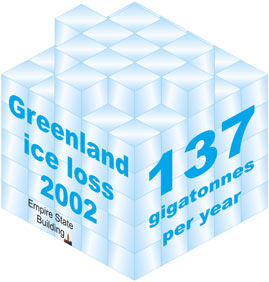 Greenland
ice loss
2002
Empire State
Building
137
gigatonnes
per year